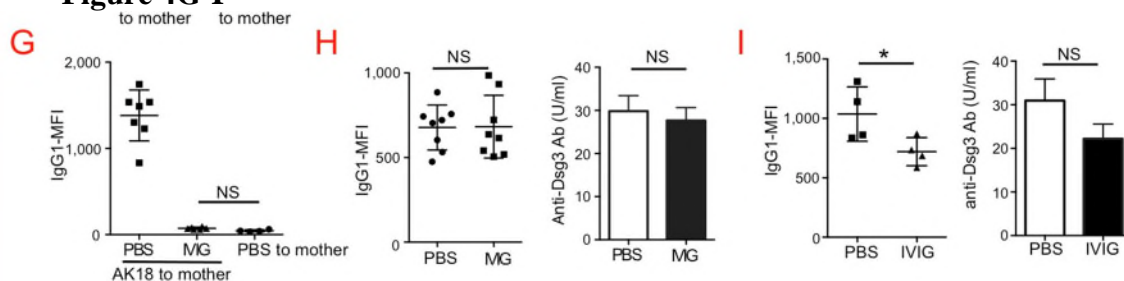 to mother to mother
G
2,000
1,000
0
IgG1-MFI
NS
PBS MG PBS to mother
AK18 to mother
H
1,000
500
0
IgG1-MFI
NS
PBS MG
40
30
20
10
0
Anti-Dsg3 Ab (U/ml)
NS
PBS MG
I
1,500
1,000
500
0
IgG1-MFI
*
PBS IVIG
40
30
20
10
0
anti-Dsg3 Ab (U/ml)
NS
PBS IVIG